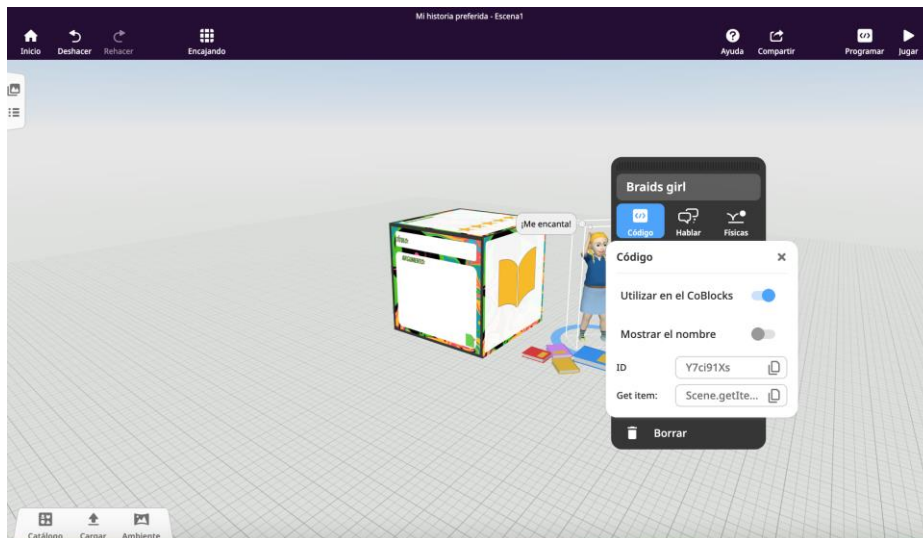 Mi historia preferida - Escena1
Inicio
Deshacer
Rehacer
Encajando
Ayuda
Compartir
Programar
Jugar
Braids girl
Código
Hablar
Físicas
¡Me encanta!
Código
Utilizar en el CoBlocks
Mostrar el nombre
ID
Y7ci91Xs
Get item:
Scene.getIte...
Borrar
Catálogo
Cargar
Ambiente